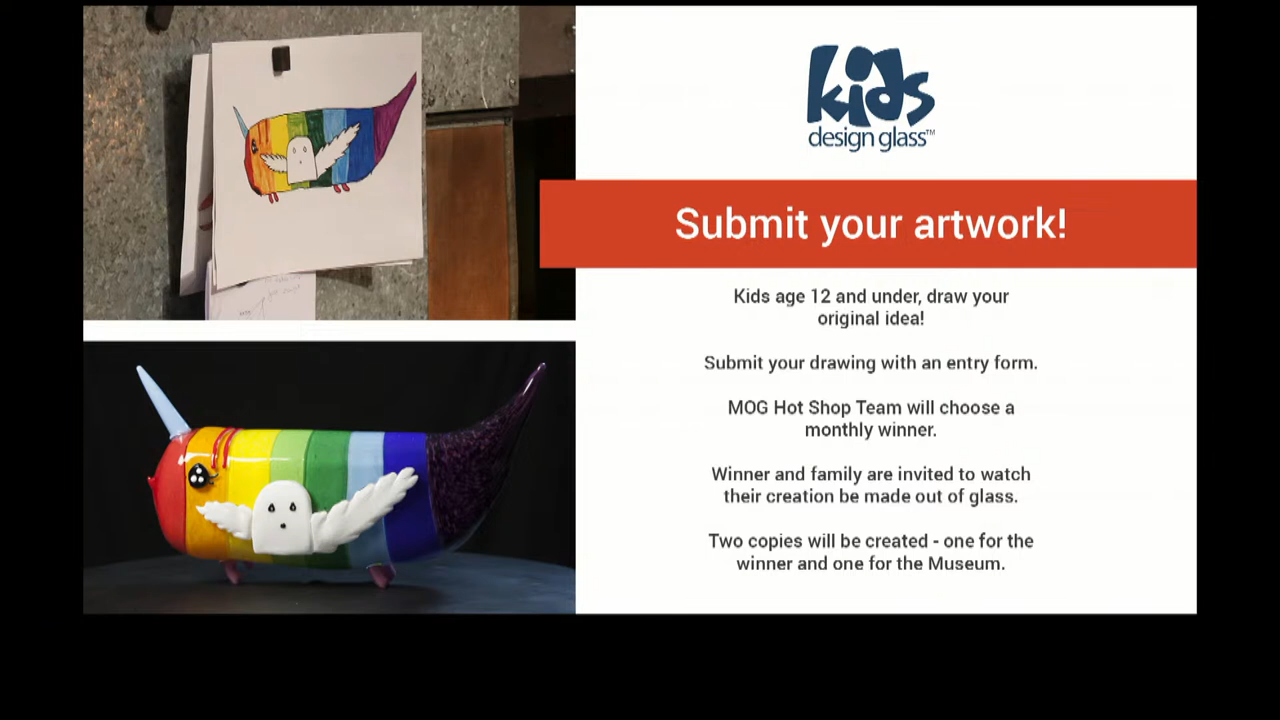 kids
design glass™
Submit your artwork!
Kids age 12 and under, draw your
original idea!
Submit your drawing with an entry form.
MOG Hot Shop Team will choose a
monthly winner.
Winner and family are invited to watch
their creation be made out of glass.
Two copies will be created - one for the
winner and one for the Museum.